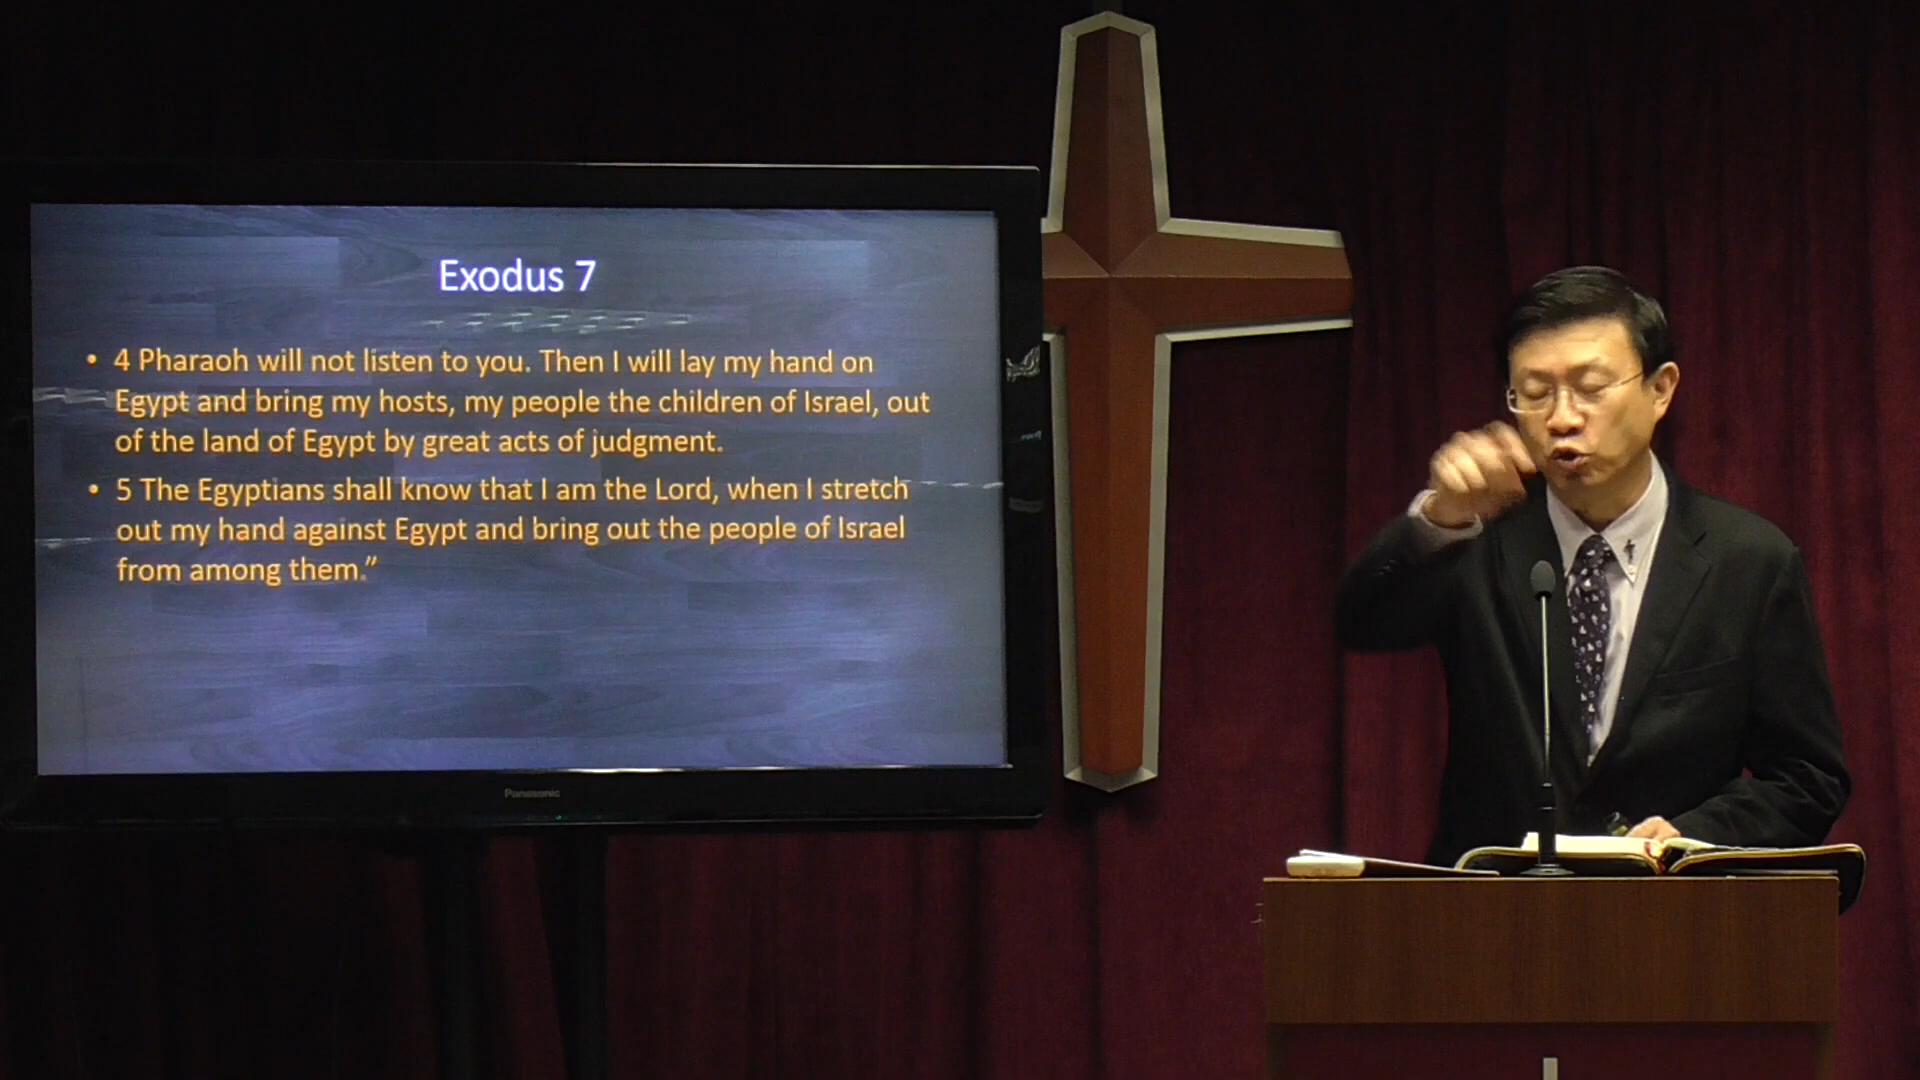 Exodus 7
• 4 Pharaoh will not listen to you. Then I will lay my hand on
Egypt and bring my hosts, my people the children of Israel, out
of the land of Egypt by great acts of judgment.
• 5 The Egyptians shall know that I am the Lord, when I stretch
out my hand against Egypt and bring out the people of Israel
from among them.”
Panasonic